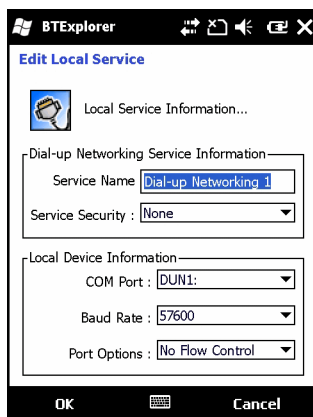 BTExplorer
Edit Local Service
Local Service Information...
Dial-up Networking Service Information
Service Name Dial-up Networking 1
Service Security : None
Local Device Information
COM Port : DUN1:
Baud Rate : 57600
Port Options : No Flow Control
OK Cancel